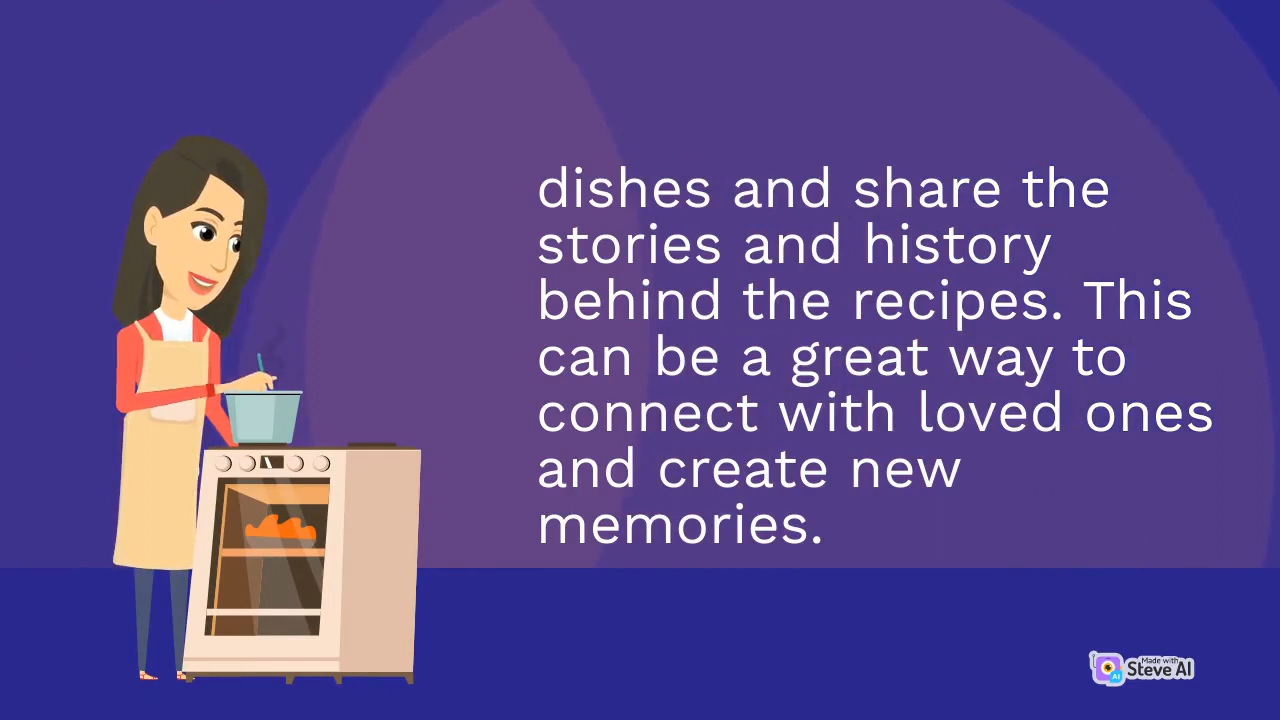 dishes and share the
stories and history
behind the recipes. This
can be a great way to
connect with loved ones
and create new
memories.
Made with
Steve AI
AI